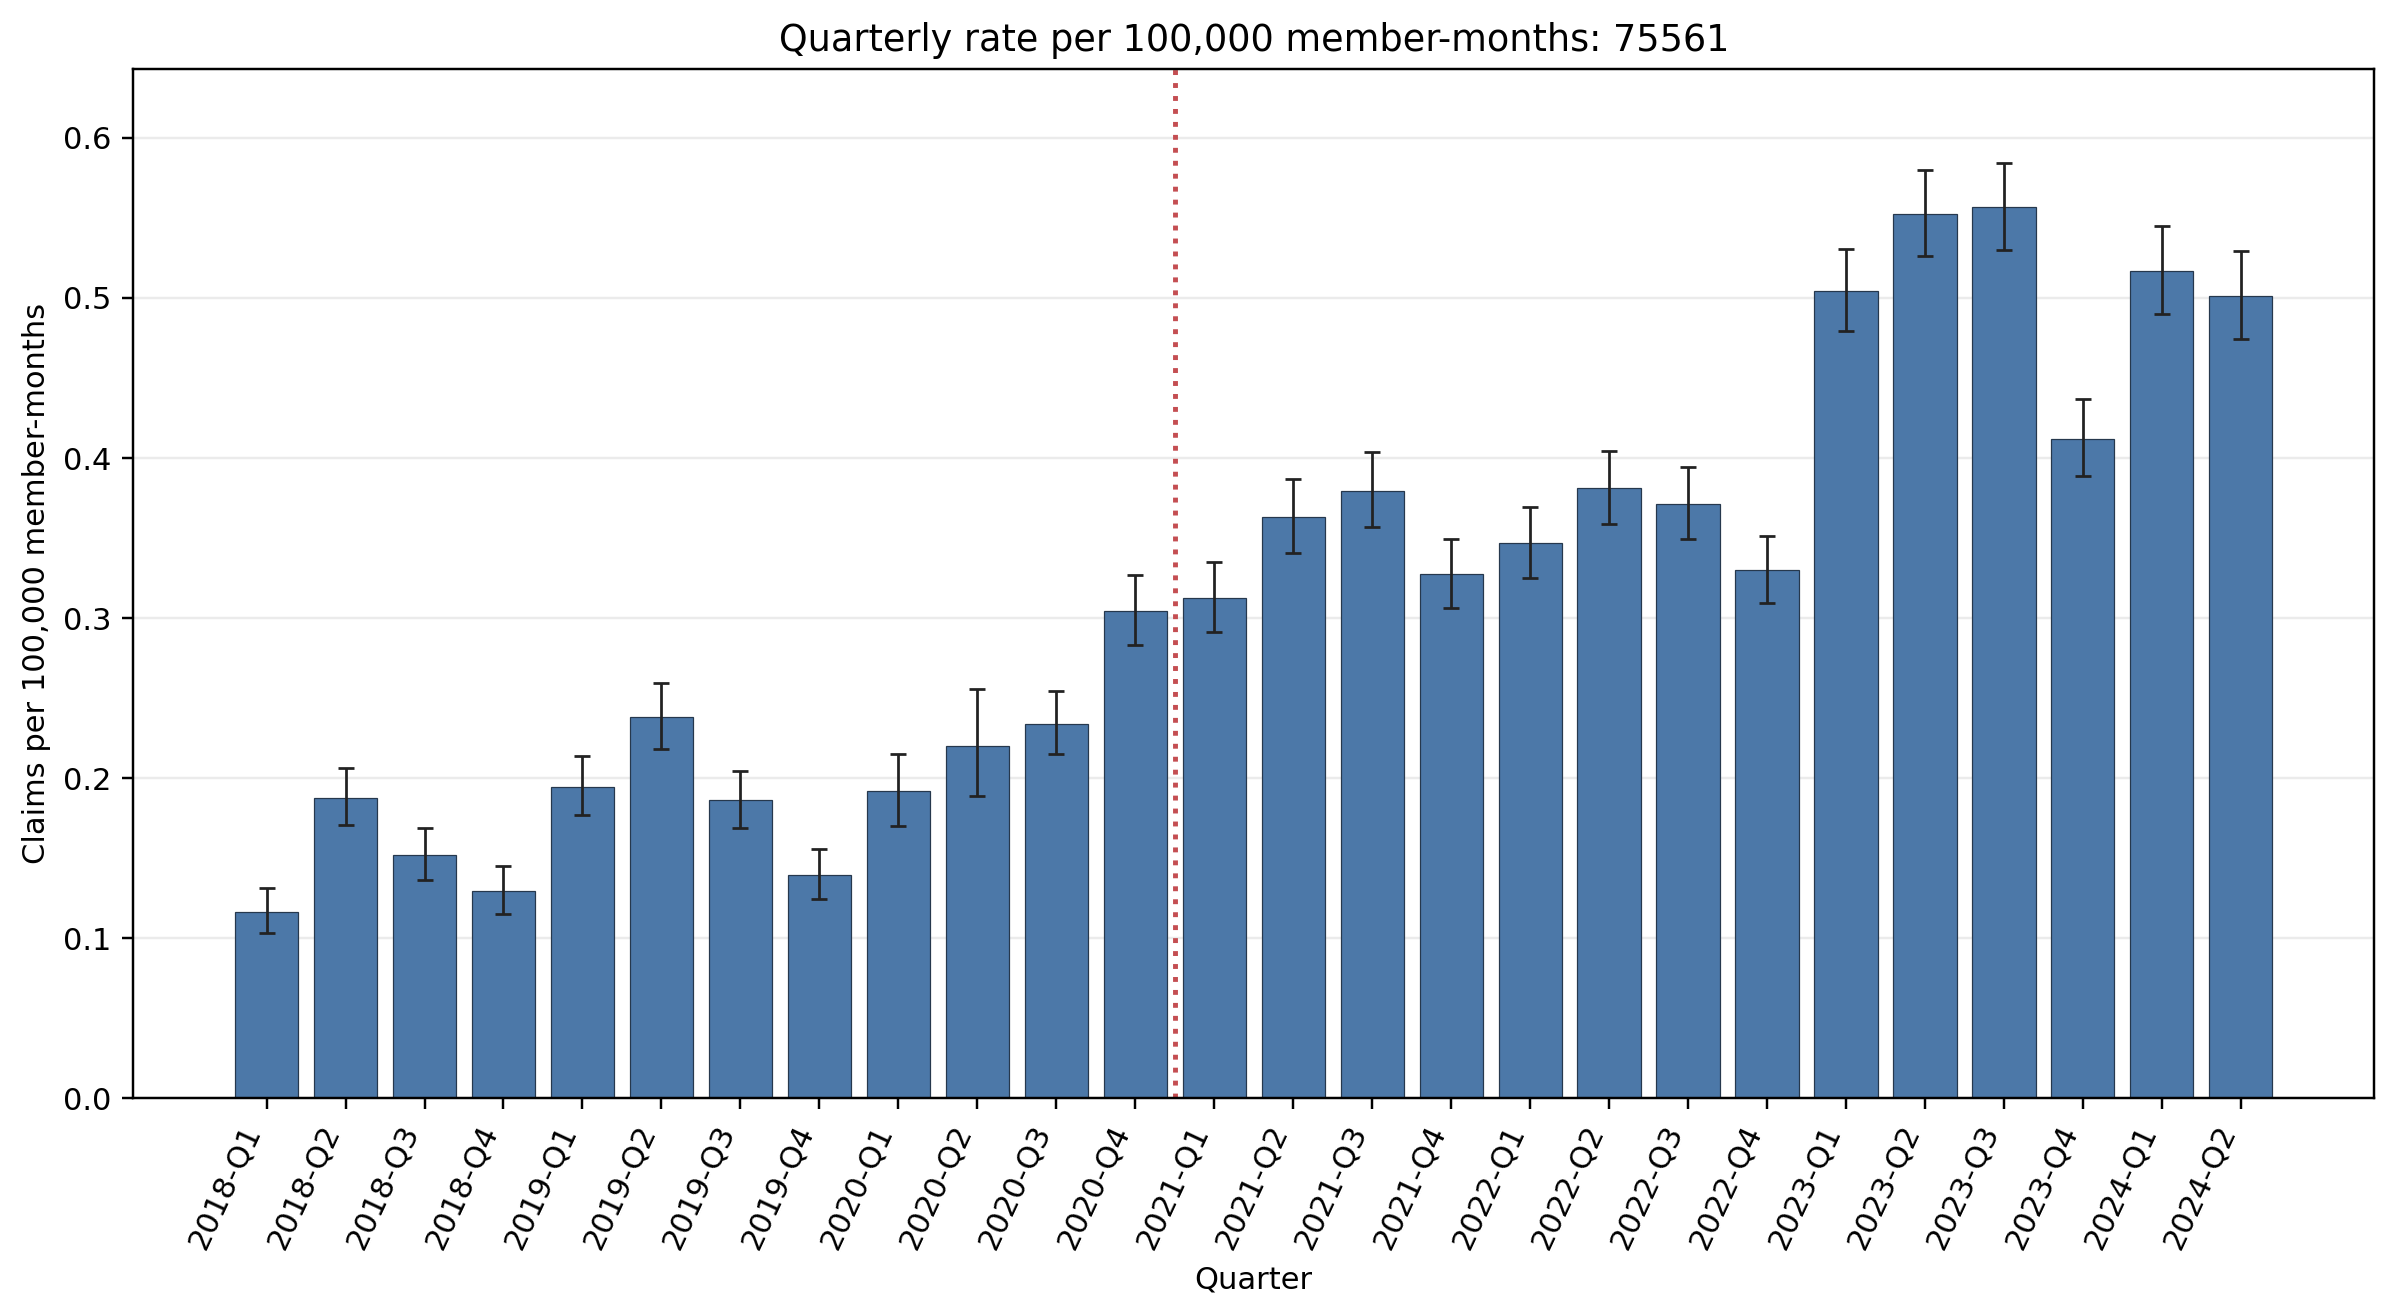 Quarterly rate per 100,000 member-months: 75561
Claims per 100,000 member-months
0.6
0.5
0.4
0.3
0.2
0.1
0.0
2018-Q1
2018-Q2
2018-Q3
2018-Q4
2019-Q1
2019-Q2
2019-Q3
2019-Q4
2020-Q1
2020-Q2
2020-Q3
2020-Q4
2021-Q1
2021-Q2
2021-Q3
2021-Q4
2022-Q1
2022-Q2
2022-Q3
2022-Q4
2023-Q1
2023-Q2
2023-Q3
2023-Q4
2024-Q1
2024-Q2
Quarter